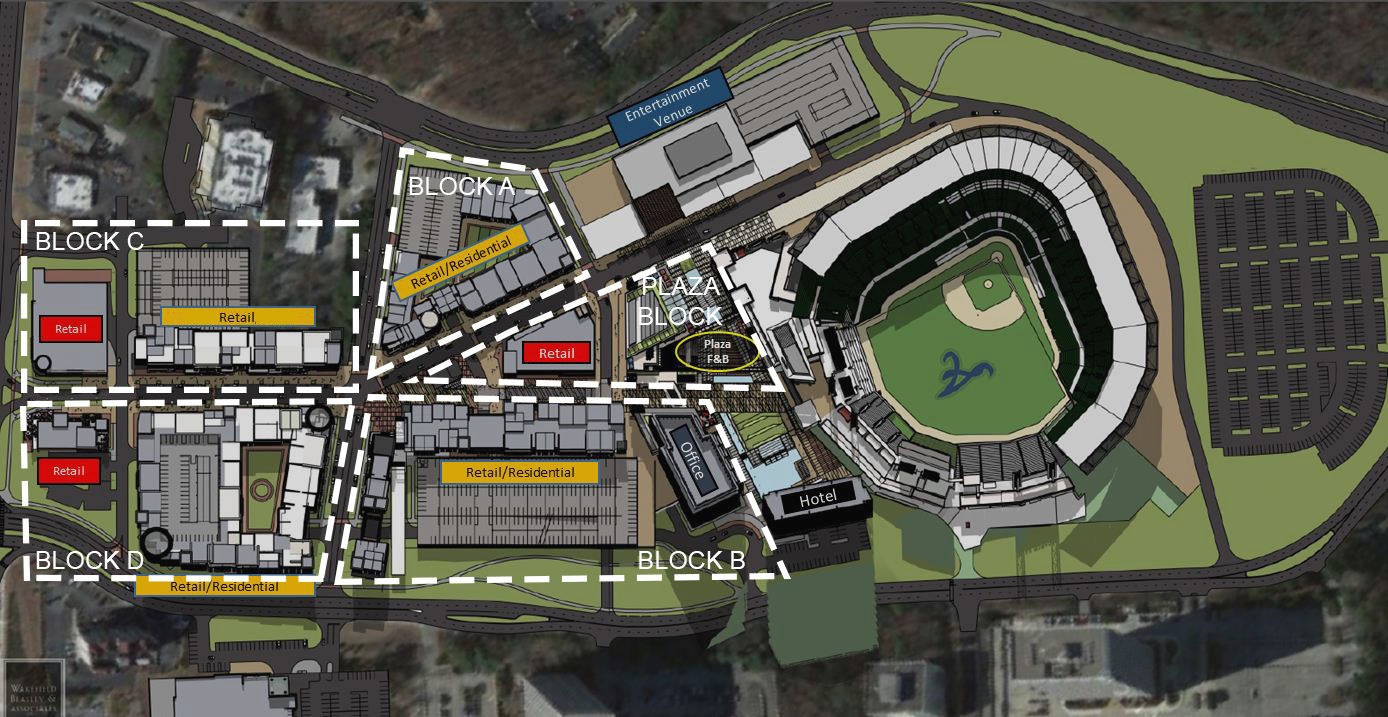 Entertainment
Venue
BLOCK A
Retail/Residential
BLOCK C
Retail
Retail
PLAZA
BLOCK
Plaza
F&B
Retail
Retail
Retail/Residential
Office
Hotel
BLOCK D
BLOCK B
Retail/Residential
WAKEFIELD
BEASLEY &
ASSOCIATES